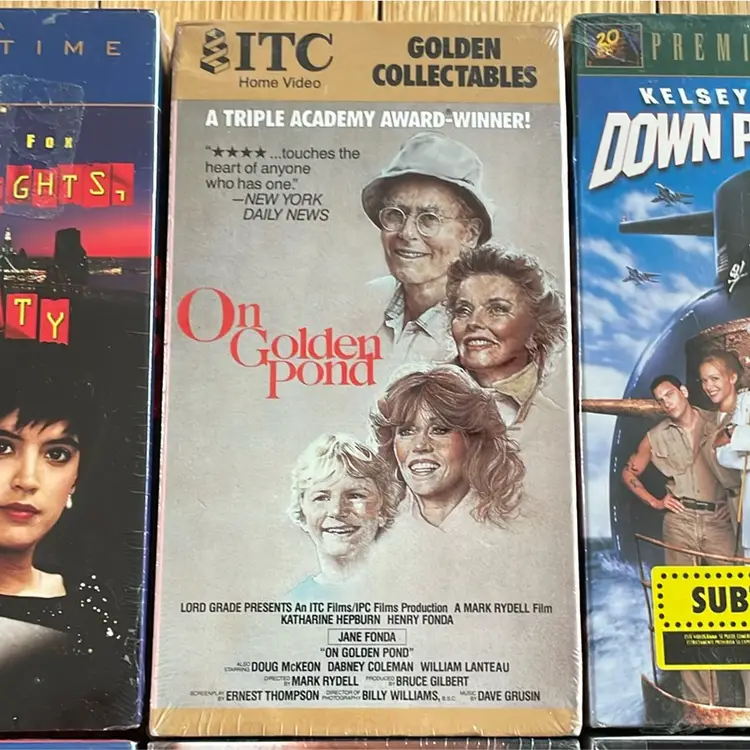 TIME
FOX
GHTS,
TY
ITC
Home Video
GOLDEN
COLLECTABLES
A TRIPLE ACADEMY AWARD-WINNER!
"★★★★ ...touches the
heart of anyone
who has one."
—NEW YORK
DAILY NEWS
On
Golden
Pond
LORD GRADE PRESENTS An ITC Films/IPC Films Production A MARK RYDELL Film
KATHARINE HEPBURN HENRY FONDA
JANE FONDA
"ON GOLDEN POND"
ALSO STARRING DOUG McKEON DABNEY COLEMAN WILLIAM LANTEAU
DIRECTED BY MARK RYDELL PRODUCED BY BRUCE GILBERT
SCREENPLAY BY ERNEST THOMPSON DIRECTOR OF PHOTOGRAPHY BILLY WILLIAMS, B.S.C. MUSIC BY DAVE GRUSIN
20
PREMI
KELSEY
DOWN P
SUB